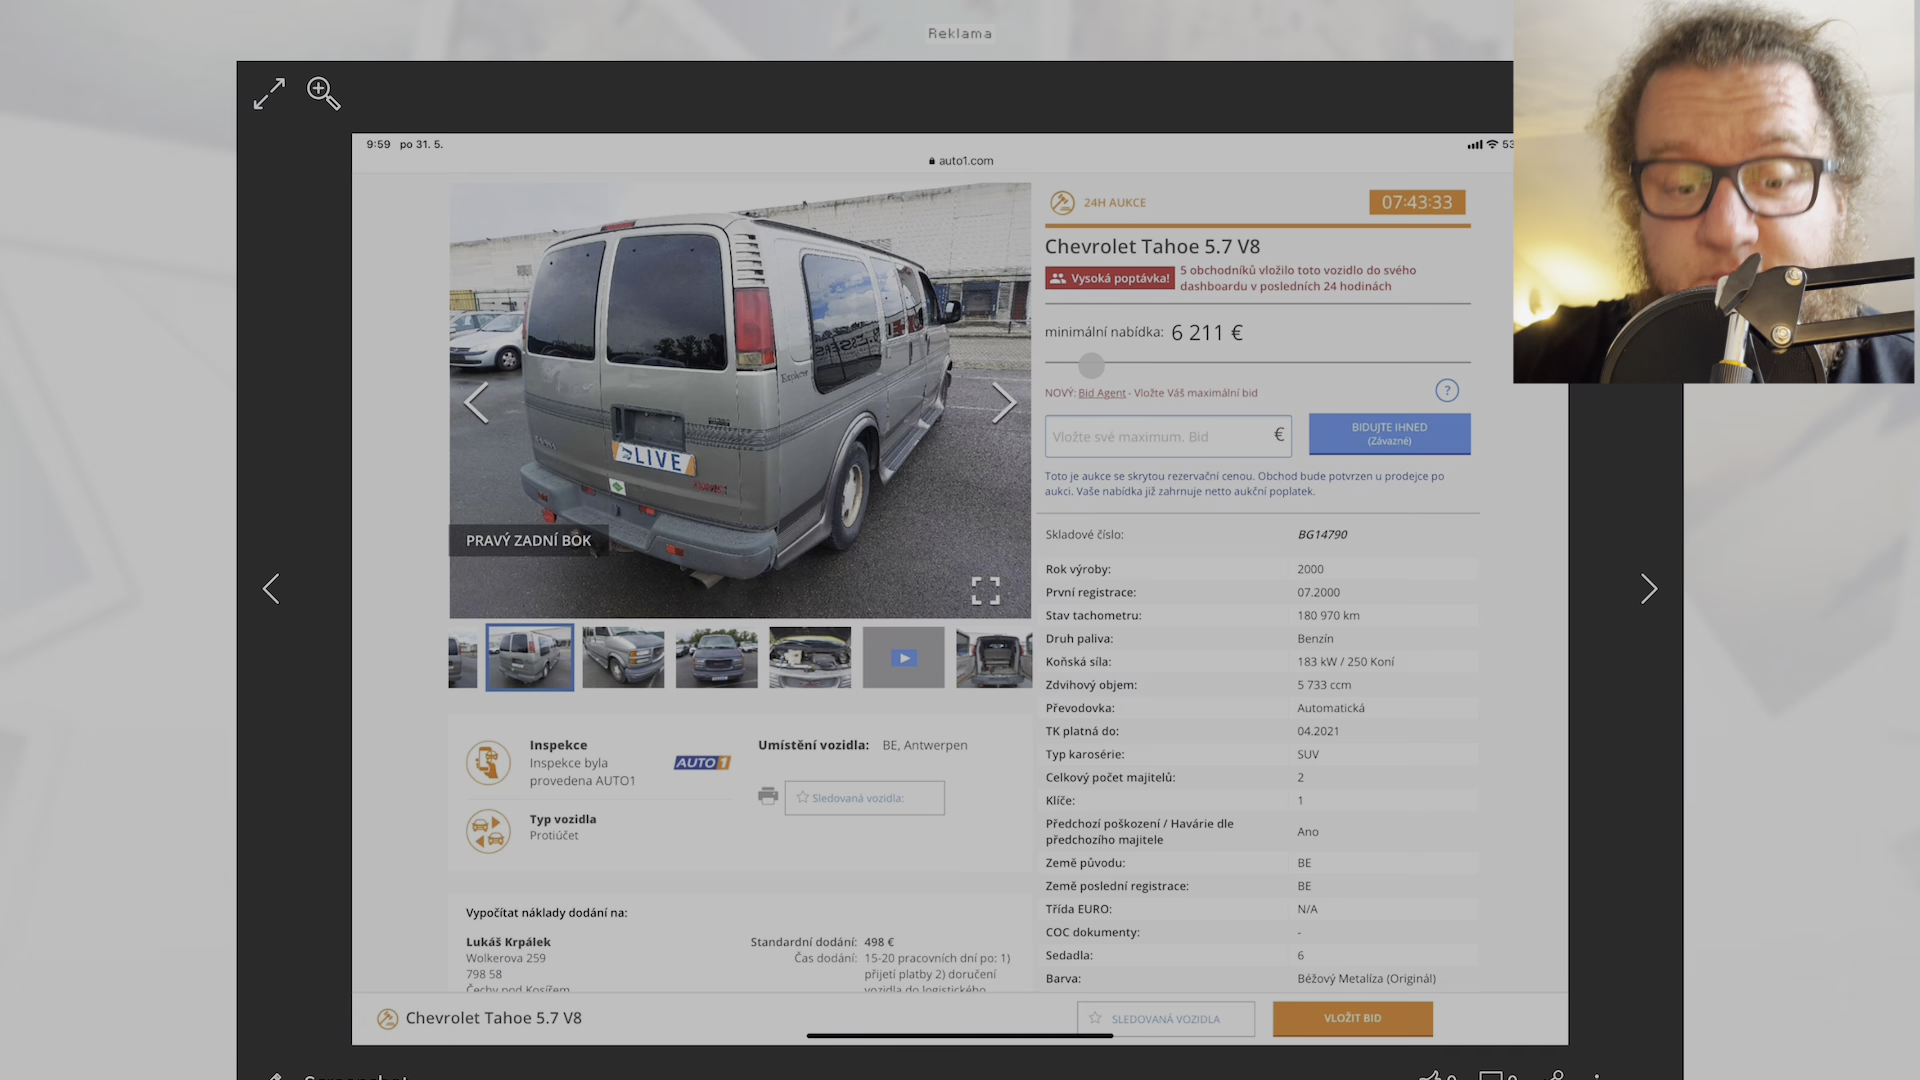 Reklama
9:59 po 31. 5.
auto1.com
53
24H AUKCE
07:43:33
Chevrolet Tahoe 5.7 V8
Vysoká poptávka!
5 obchodníků vložilo toto vozidlo do svého
dashboardu v posledních 24 hodinách
minimální nabídka: 6 211 €
NOVÝ: Bid Agent - Vložte Váš maximální bid
?
Vložte své maximum. Bid €
BIDUJTE IHNED
(Závazné)
Toto je aukce se skrytou rezervační cenou. Obchod bude potvrzen u prodejce po
aukci. Vaše nabídka již zahrnuje netto aukční poplatek.
Explorer
LIVE
PRAVÝ ZADNÍ BOK
Skladové číslo: BG14790
Rok výroby: 2000
První registrace: 07.2000
Stav tachometru: 180 970 km
Druh paliva: Benzín
Koňská síla: 183 kW / 250 Koní
Zdvihový objem: 5 733 ccm
Převodovka: Automatická
TK platná do: 04.2021
Typ karosérie: SUV
Celkový počet majitelů: 2
Klíče: 1
Předchozí poškození / Havárie dle
předchozího majitele
Ano
Země původu: BE
Země poslední registrace: BE
Třída EURO: N/A
COC dokumenty: -
Sedadla: 6
Barva: Béžový Metalíza (Originál)
Inspekce
Inspekce byla
provedena AUTO1
AUTO1
Umístění vozidla: BE, Antwerpen
Sledovaná vozidla:
Typ vozidla
Protiúčet
Vypočítat náklady dodání na:
Lukáš Krpálek
Wolkerova 259
798 58
Čechy pod Kosířem
Standardní dodání: 498 €
Čas dodání: 15-20 pracovních dní po: 1)
přijetí platby 2) doručení
vozidla do logistického
Chevrolet Tahoe 5.7 V8
SLEDOVANÁ VOZIDLA
VLOŽIT BID
Screenshot